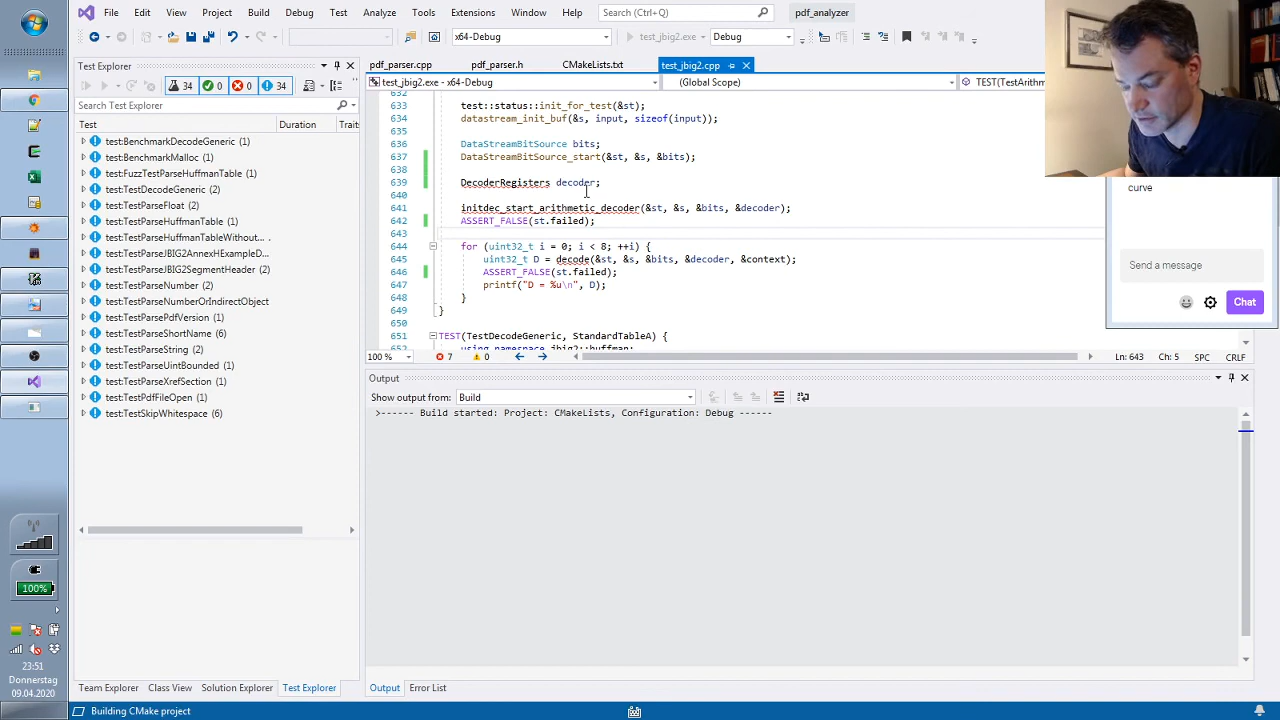 File Edit View Project Build Debug Test Analyze Tools Extensions Window Help Search (Ctrl+Q) pdf_analyzer
x64-Debug test_jbig2.exe Debug
Test Explorer
34 0 0 34
Search Test Explorer
Test Duration Traits
test:BenchmarkDecodeGeneric (1)
test:BenchmarkMalloc (1)
test:FuzzTestParseHuffmanTable (1)
test:TestDecodeGeneric (2)
test:TestParseFloat (2)
test:TestParseHuffmanTable (1)
test:TestParseHuffmanTableWithout...
test:TestParseJBIG2AnnexHExampleD...
test:TestParseJBIG2SegmentHeader (2)
test:TestParseNumber (2)
test:TestParseNumberOrIndirectObject
test:TestParsePdfVersion (1)
test:TestParseShortName (6)
test:TestParseString (2)
test:TestParseUintBounded (1)
test:TestParseXrefSection (1)
test:TestPdfFileOpen (1)
test:TestSkipWhitespace (6)
Team Explorer Class View Solution Explorer Test Explorer
pdf_parser.cpp pdf_parser.h CMakeLists.txt test_jbig2.cpp
test_jbig2.exe - x64-Debug (Global Scope) TEST(TestArithm
632
633 test::status::init_for_test(&st);
634 datastream_init_buf(&s, input, sizeof(input));
635
636 DataStreamBitSource bits;
637 DataStreamBitSource_start(&st, &s, &bits);
638
639 DecoderRegisters decoder;
640
641 initdec_start_arithmetic_decoder(&st, &s, &bits, &decoder);
642 ASSERT_FALSE(st.failed);
643
644 for (uint32_t i = 0; i < 8; ++i) {
645 uint32_t D = decode(&st, &s, &bits, &decoder, &context);
646 ASSERT_FALSE(st.failed);
647 printf("D = %u\n", D);
648 }
649 }
650
651 TEST(TestDecodeGeneric, StandardTableA) {
652 using namespace jbig2::huffman;
100 % 7 0 Ln: 643 Ch: 5 SPC CRLF
Output
Show output from: Build
>------ Build started: Project: CMakeLists, Configuration: Debug ------
Output Error List
curve
Send a message
Chat
100%
23:51
Donnerstag
09.04.2020
Building CMake project